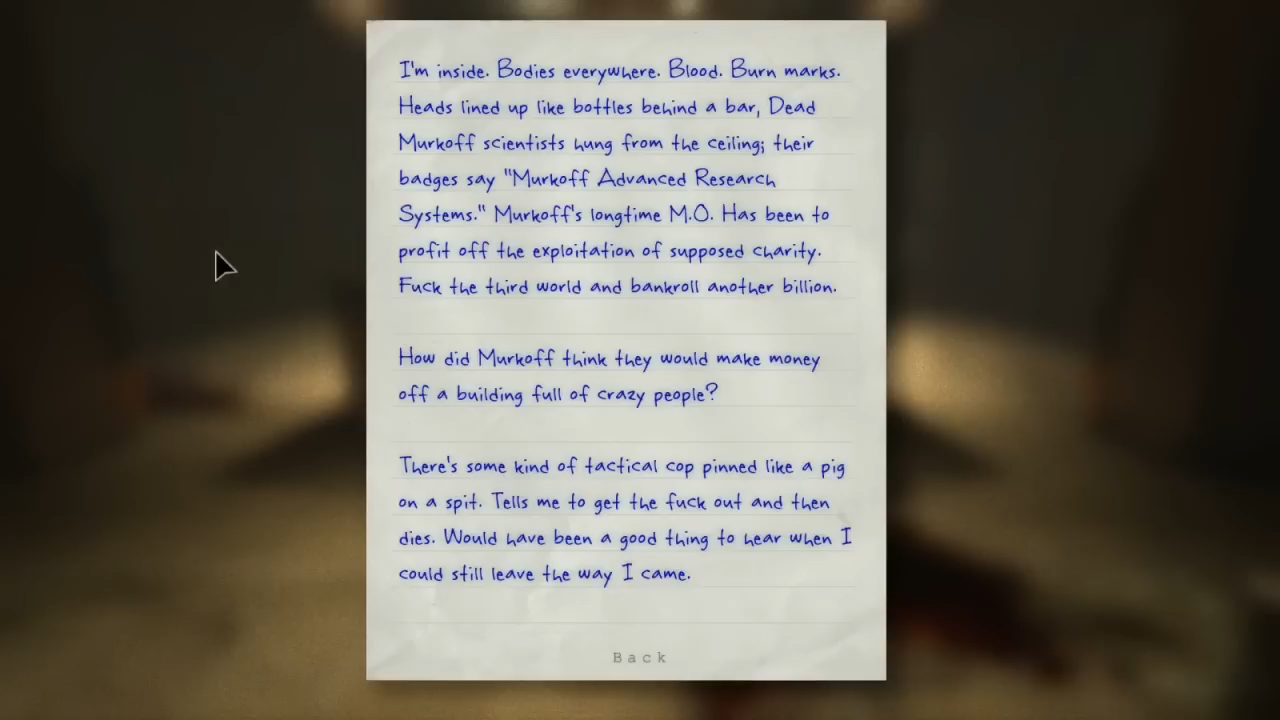 I'm inside. Bodies everywhere. Blood. Burn marks.
Heads lined up like bottles behind a bar, Dead
Murkoff scientists hung from the ceiling; their
badges say "Murkoff Advanced Research
Systems." Murkoff's longtime M.O. Has been to
profit off the exploitation of supposed charity.
Fuck the third world and bankroll another billion.
How did Murkoff think they would make money
off a building full of crazy people?
There's some kind of tactical cop pinned like a pig
on a spit. Tells me to get the fuck out and then
dies. Would have been a good thing to hear when I
could still leave the way I came.
Back